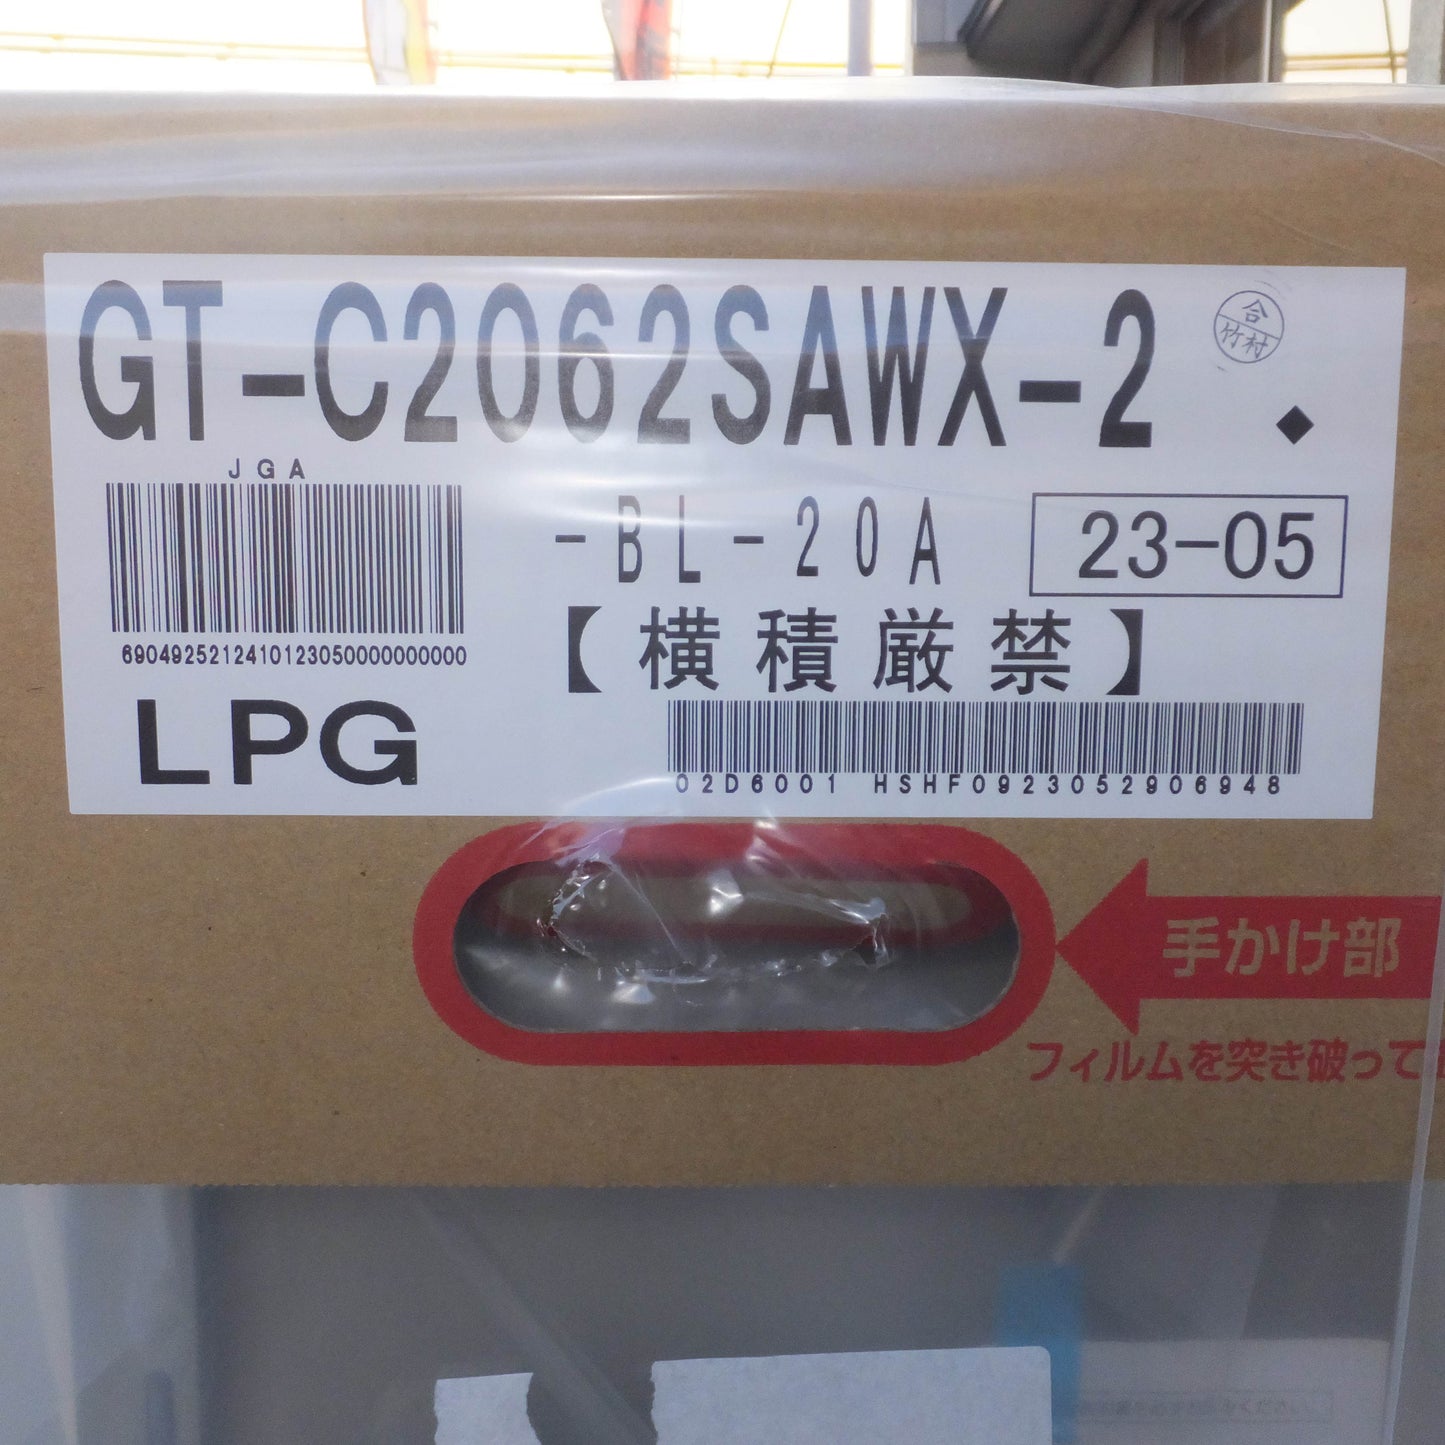 GT-C2062SAWX-2
合
竹村
◆
JGA
-BL-20A
23-05
6904925212410123050000000000
【横積厳禁】
LPG
02D6001 HSHF0923052906948
手かけ部
フィルムを突き破って